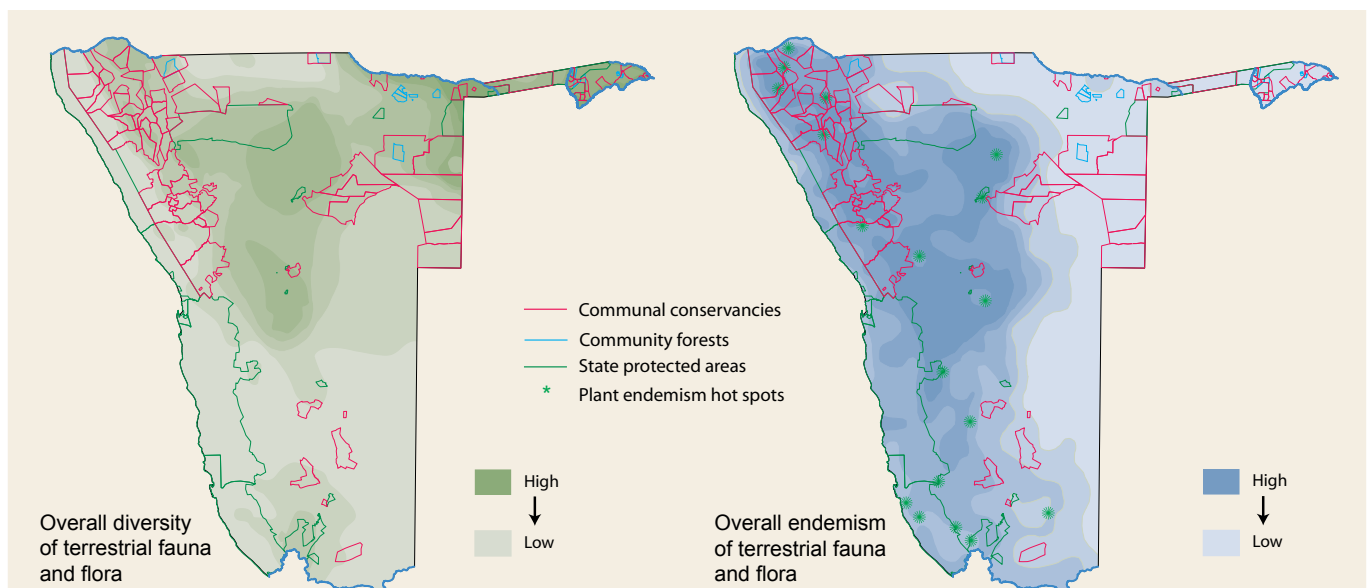 Communal conservancies
Community forests
State protected areas
* Plant endemism hot spots
High
Low
Overall diversity
of terrestrial fauna
and flora
High
Low
Overall endemism
of terrestrial fauna
and flora